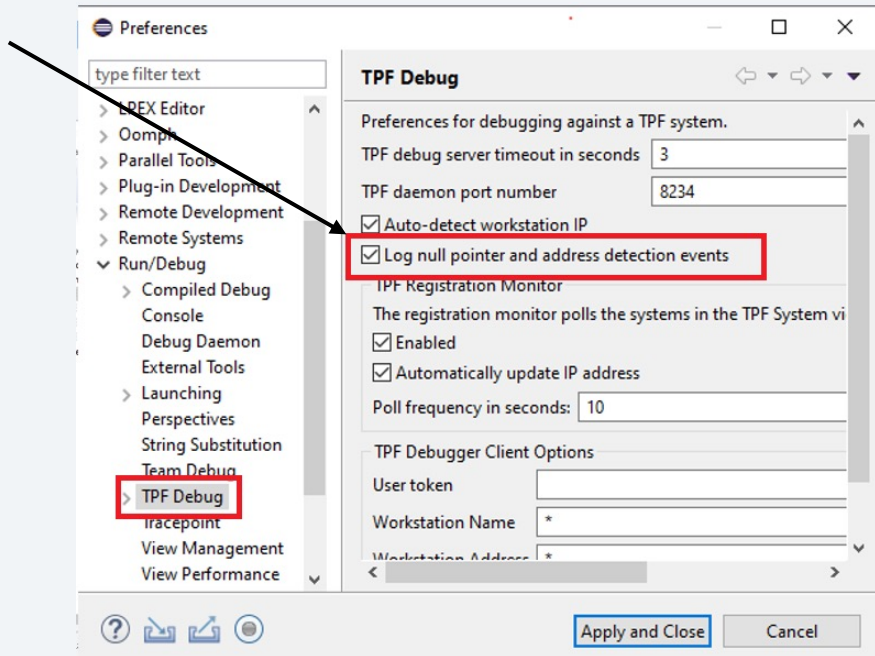 Preferences
type filter text
LPEX Editor
Oomph
Parallel Tools
Plug-in Development
Remote Development
Remote Systems
Run/Debug
Compiled Debug
Console
Debug Daemon
External Tools
Launching
Perspectives
String Substitution
Team Debug
TPF Debug
Tracepoint
View Management
View Performance
TPF Debug
Preferences for debugging against a TPF system.
TPF debug server timeout in seconds 3
TPF daemon port number 8234
Auto-detect workstation IP
Log null pointer and address detection events
TPF Registration Monitor
The registration monitor polls the systems in the TPF System vi
Enabled
Automatically update IP address
Poll frequency in seconds: 10
TPF Debugger Client Options
User token
Workstation Name *
Workstation Address *
Apply and Close
Cancel